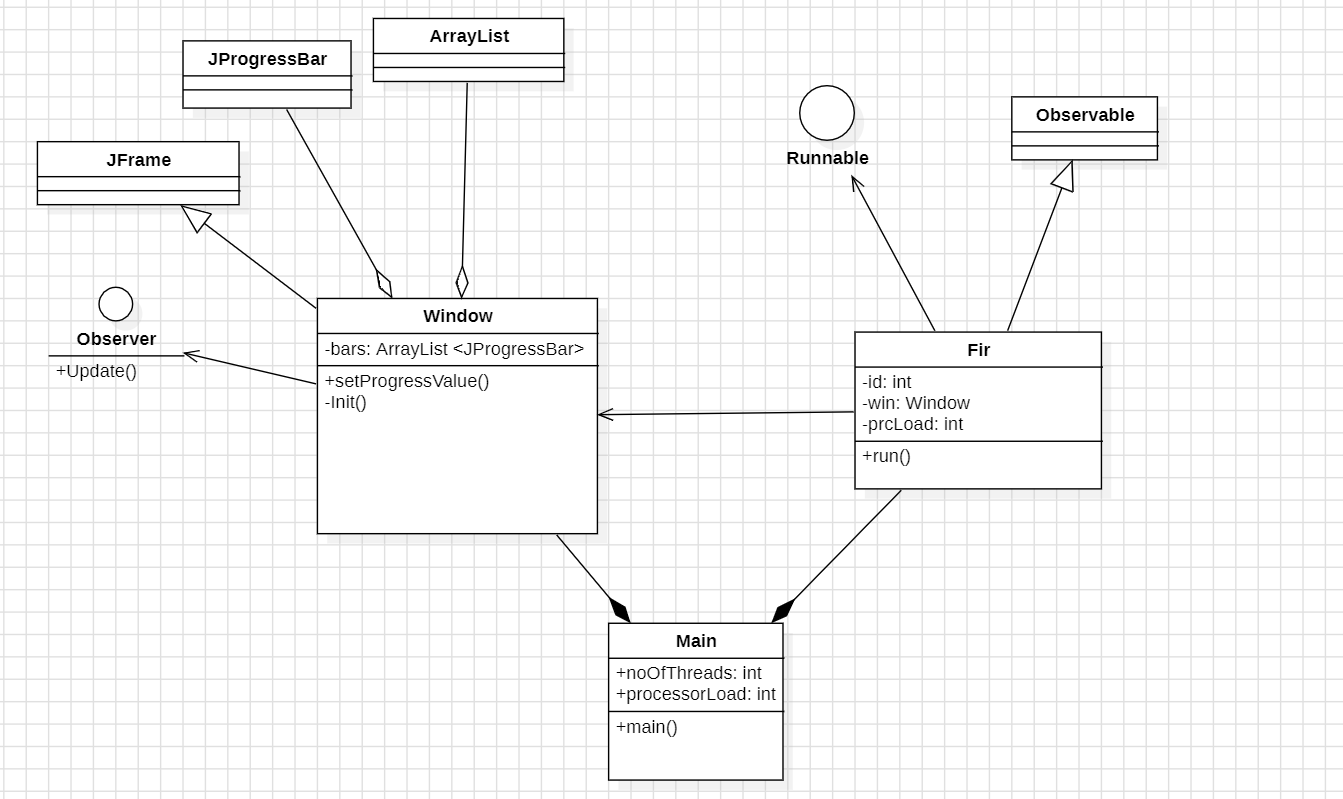 ArrayList
JProgressBar
JFrame
Runnable
Observable
Observer
+Update()
Window
-bars: ArrayList <JProgressBar>
+setProgressValue()
-Init()
Fir
-id: int
-win: Window
-prcLoad: int
+run()
Main
+noOfThreads: int
+processorLoad: int
+main()